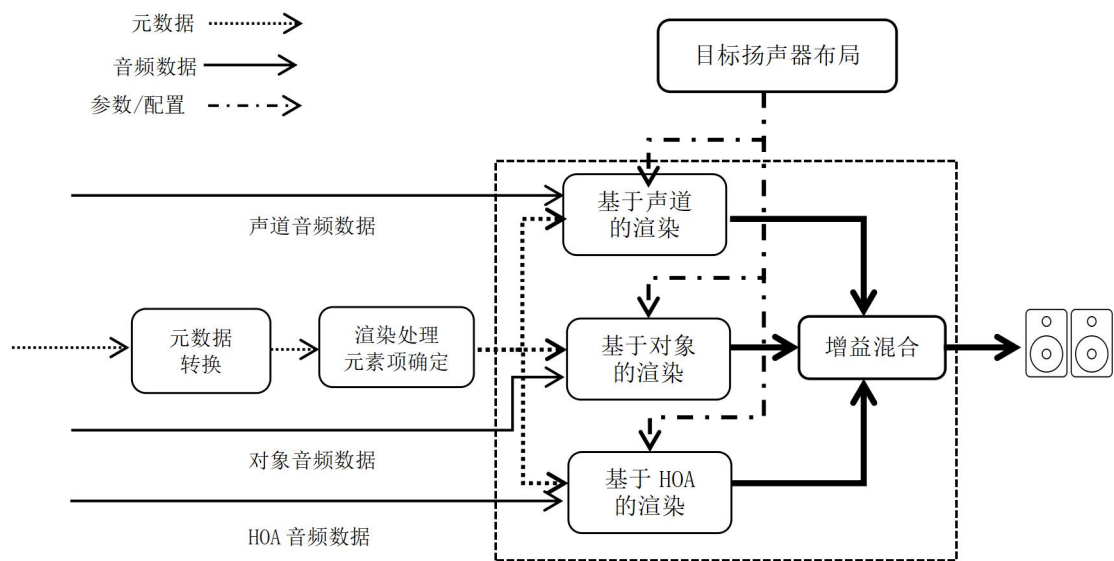 元数据
音频数据
参数/配置
目标扬声器布局
声道音频数据
基于声道
的渲染
元数据
转换
渲染处理
元素项确定
基于对象
的渲染
增益混合
对象音频数据
基于 HOA
的渲染
HOA 音频数据